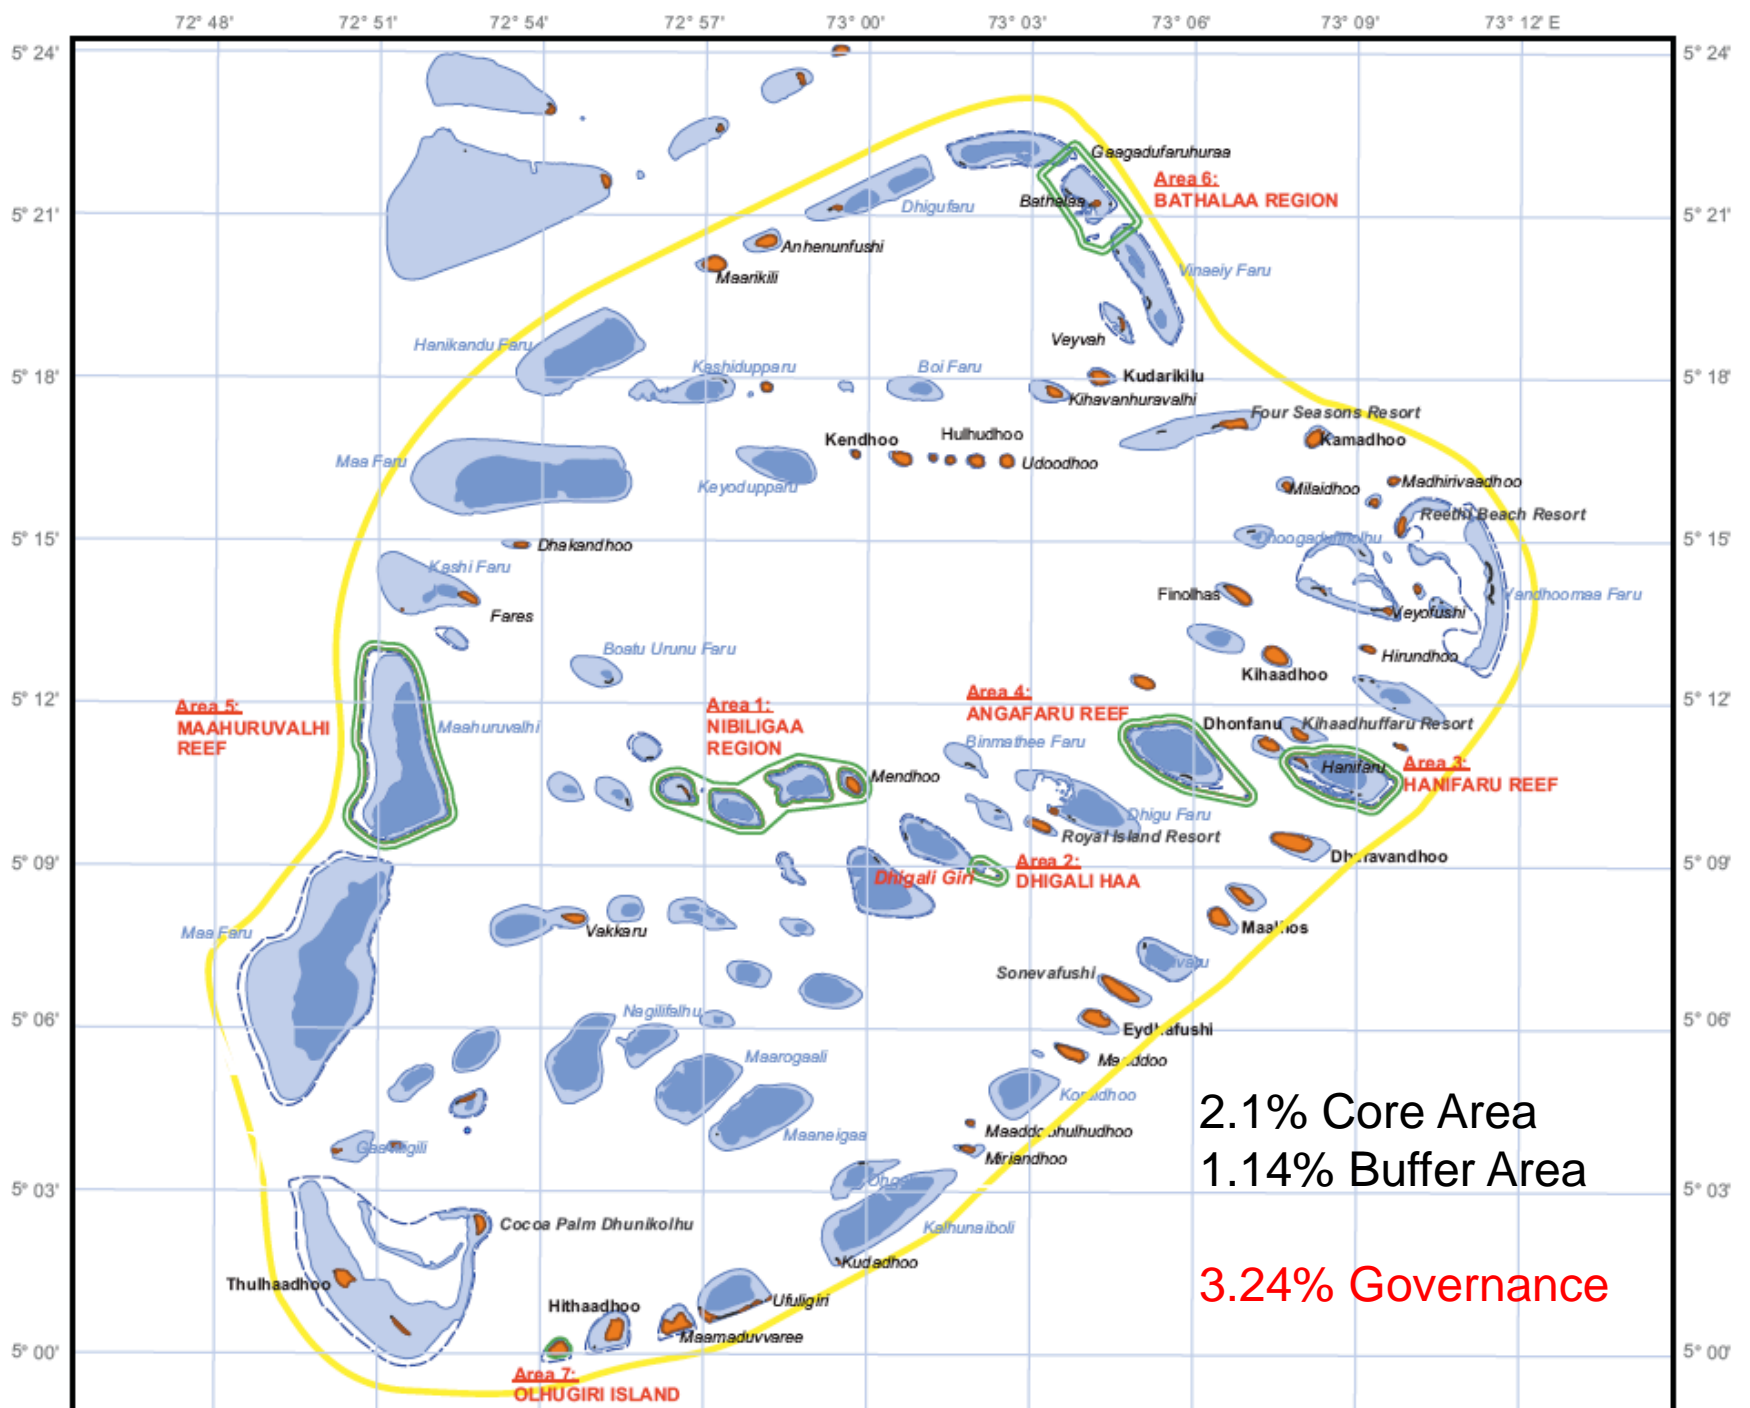 72° 48' 72° 51' 72° 54' 72° 57' 73° 00' 73° 03' 73° 06' 73° 09' 73° 12' E
5° 24' 5° 24'
Gaagadufaruhuraa
Area 6:
BATHALAA REGION
Bathalaa
Dhigufaru
5° 21' 5° 21'
Anhenunfushi
Maarikili
Vinaeiy Faru
Hanikandu Faru
Veyvah
Kashidupparu
Boi Faru
5° 18' 5° 18'
Kudarikilu
Kihavanhuravalhi
Four Seasons Resort
Kendhoo
Hulhudhoo
Kamadhoo
Maa Faru
Udoodhoo
Keyodupparu
Milaidhoo
Madhirivaadhoo
Reethi Beach Resort
5° 15' 5° 15'
Dhakandhoo
Kashi Faru
Fares
Finolhas
Vandhoomaa Faru
Veyofushi
Boatu Urunu Faru
Hirundhoo
Kihaadhoo
5° 12' 5° 12'
Area 5:
MAAHURUVALHI
REEF
Maahuruvalhi
Area 1:
NIBILIGAA
REGION
Area 4:
ANGAFARU REEF
Dhonfanu
Kihaadhuffaru Resort
Binmathee Faru
Mendhoo
Hanifaru
Area 3:
HANIFARU REEF
Dhigu Faru
Royal Island Resort
5° 09' 5° 09'
Dharavandhoo
Area 2:
DHIGALI HAA
Dhigali Giri
Maa Faru
Vakkaru
Maalhos
Sonevafushi
Nagilifalhu
5° 06' 5° 06'
Eydhafushi
Maarogaali
Maaddoo
2.1% Core Area
1.14% Buffer Area
Maaneigaa
Miriandhoo
5° 03' 5° 03'
Cocoa Palm Dhunikolhu
Kalhunaiboli
Kudadhoo
3.24% Governance
Thulhaadhoo
Hithaadhoo
Ufuligiri
Maamaduvvaree
5° 00' 5° 00'
Area 7:
OLHUGIRI ISLAND